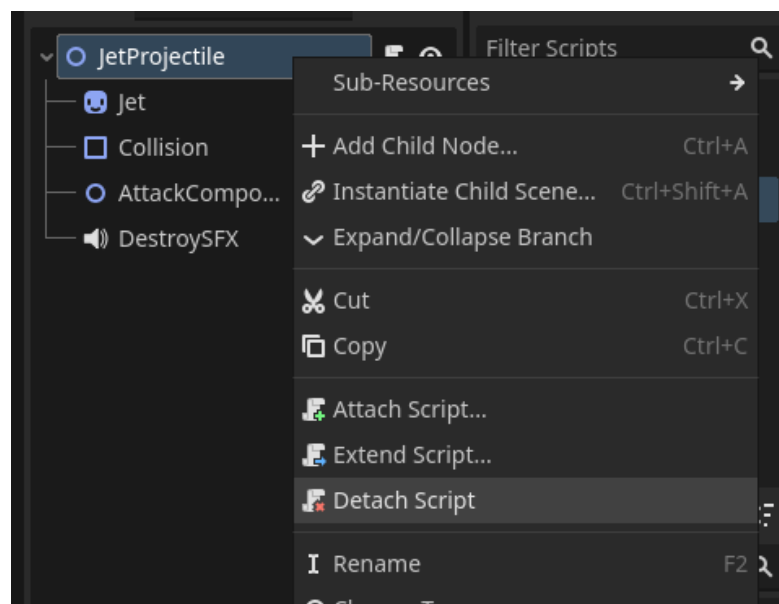 JetProjectile
Filter Scripts
Jet
Collision
AttackCompo...
DestroySFX
Sub-Resources
Add Child Node... Ctrl+A
Instantiate Child Scene... Ctrl+Shift+A
Expand/Collapse Branch
Cut Ctrl+X
Copy Ctrl+C
Attach Script...
Extend Script...
Detach Script
Rename F2